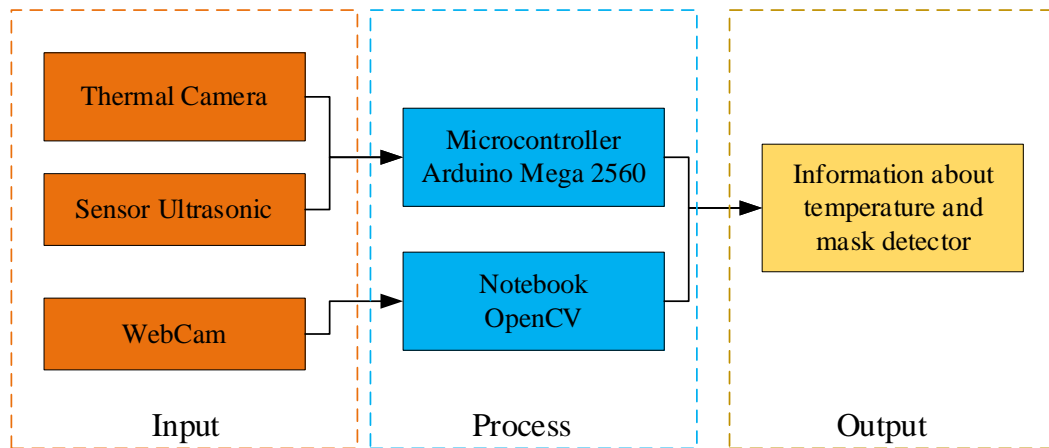 Thermal Camera
Sensor Ultrasonic
WebCam
Input
Microcontroller
Arduino Mega 2560
Notebook
OpenCV
Process
Information about
temperature and
mask detector
Output